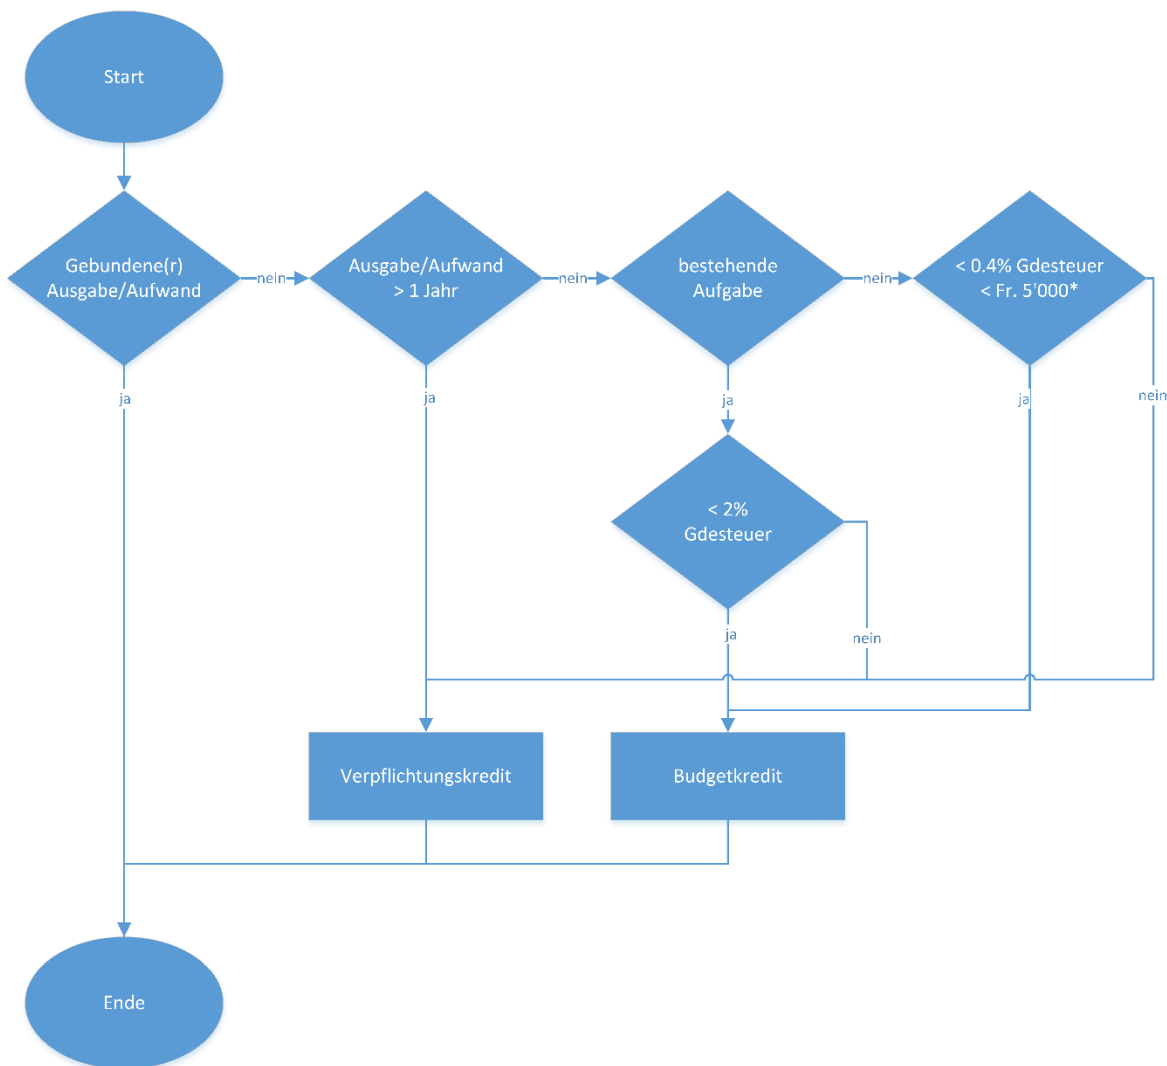 Start
Gebundene(r)
Ausgabe/Aufwand
nein
Ausgabe/Aufwand
> 1 Jahr
nein
bestehende
Aufgabe
nein
< 0.4% Gdesteuer
< Fr. 5'000*
nein
ja
ja
ja
ja
< 2%
Gdesteuer
ja
nein
Verpflichtungskredit
Budgetkredit
Ende